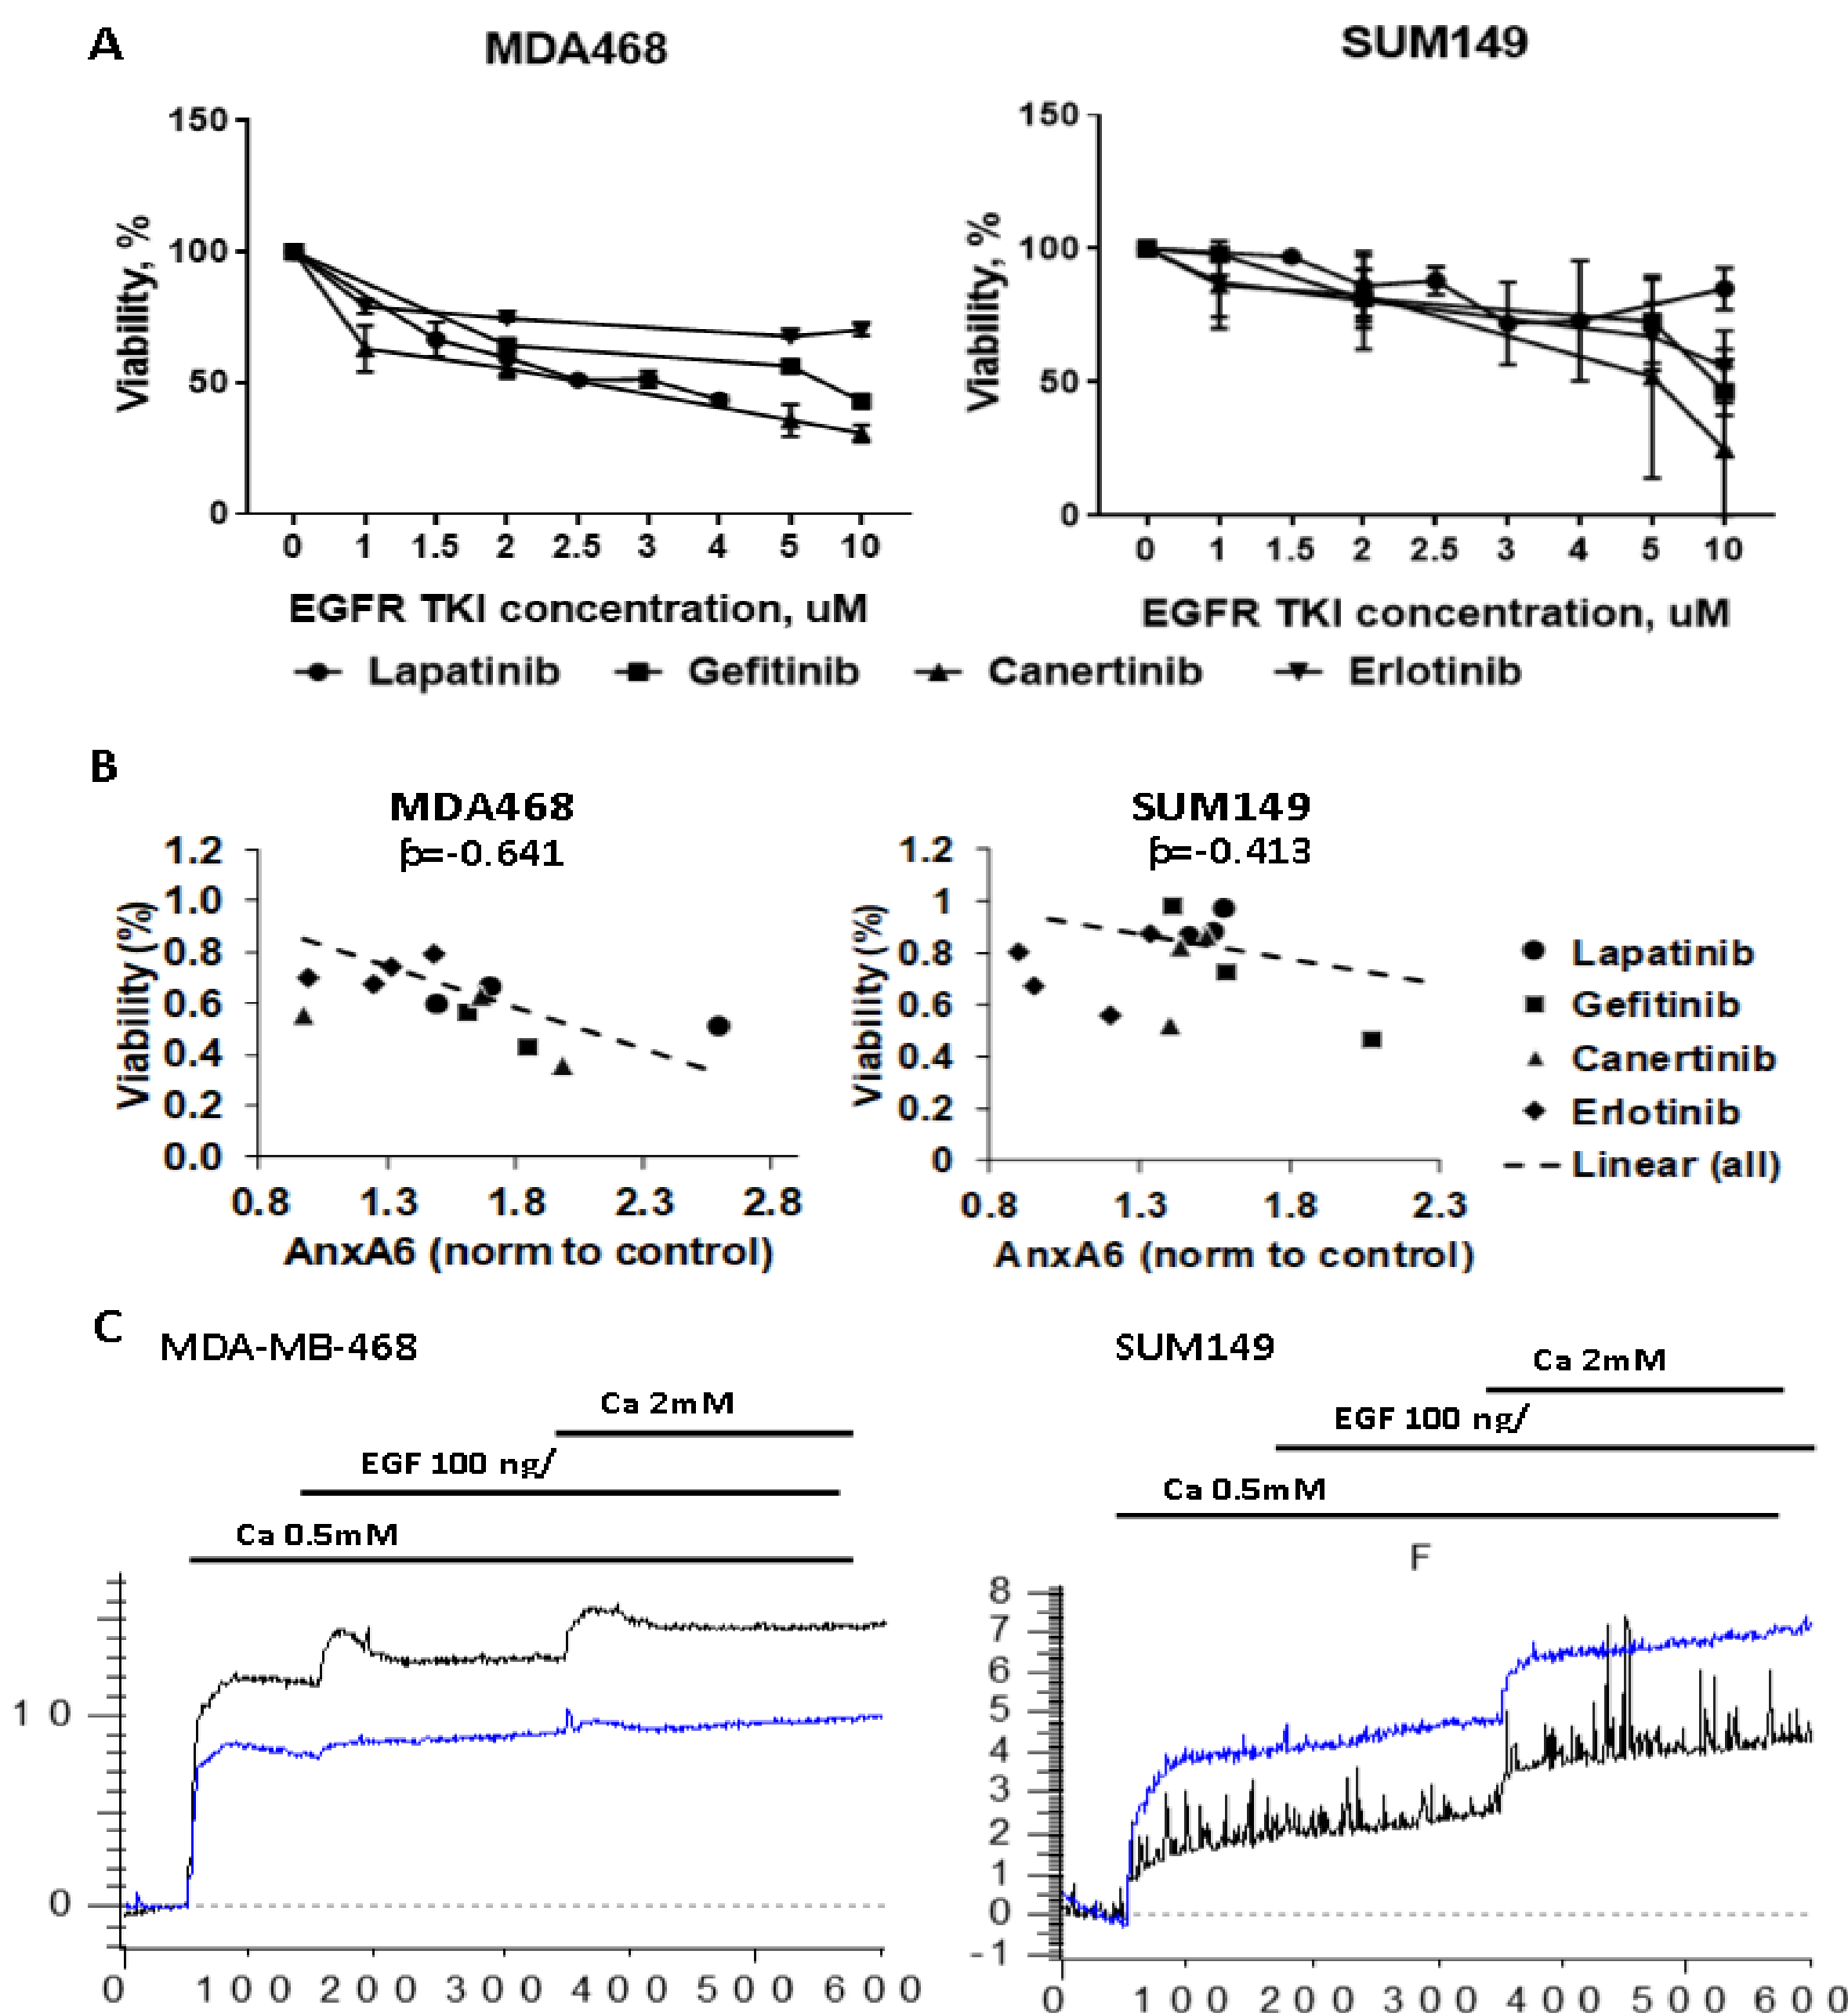 A
MDA468
SUM149
150
100
50
0
Viability, %
0 1 1.5 2 2.5 3 4 5 10
EGFR TKI concentration, uM
150
100
50
0
Viability, %
0 1 1.5 2 2.5 3 4 5 10
EGFR TKI concentration, uM
Lapatinib Gefitinib Canertinib Erlotinib
B
MDA468
þ=-0.641
1.2
1.0
0.8
0.6
0.4
0.2
0.0
Viability (%)
0.8 1.3 1.8 2.3 2.8
AnxA6 (norm to control)
SUM149
þ=-0.413
1.2
1
0.8
0.6
0.4
0.2
0
Viability (%)
0.8 1.3 1.8 2.3
AnxA6 (norm to control)
Lapatinib
Gefitinib
Canertinib
Erlotinib
Linear (all)
C
MDA-MB-468
Ca 2mM
EGF 100 ng/
Ca 0.5mM
10
0
0 100 200 300 400 500 600
SUM149
Ca 2mM
EGF 100 ng/
Ca 0.5mM
F
8
7
6
5
4
3
2
1
0
-1
0 100 200 300 400 500 600